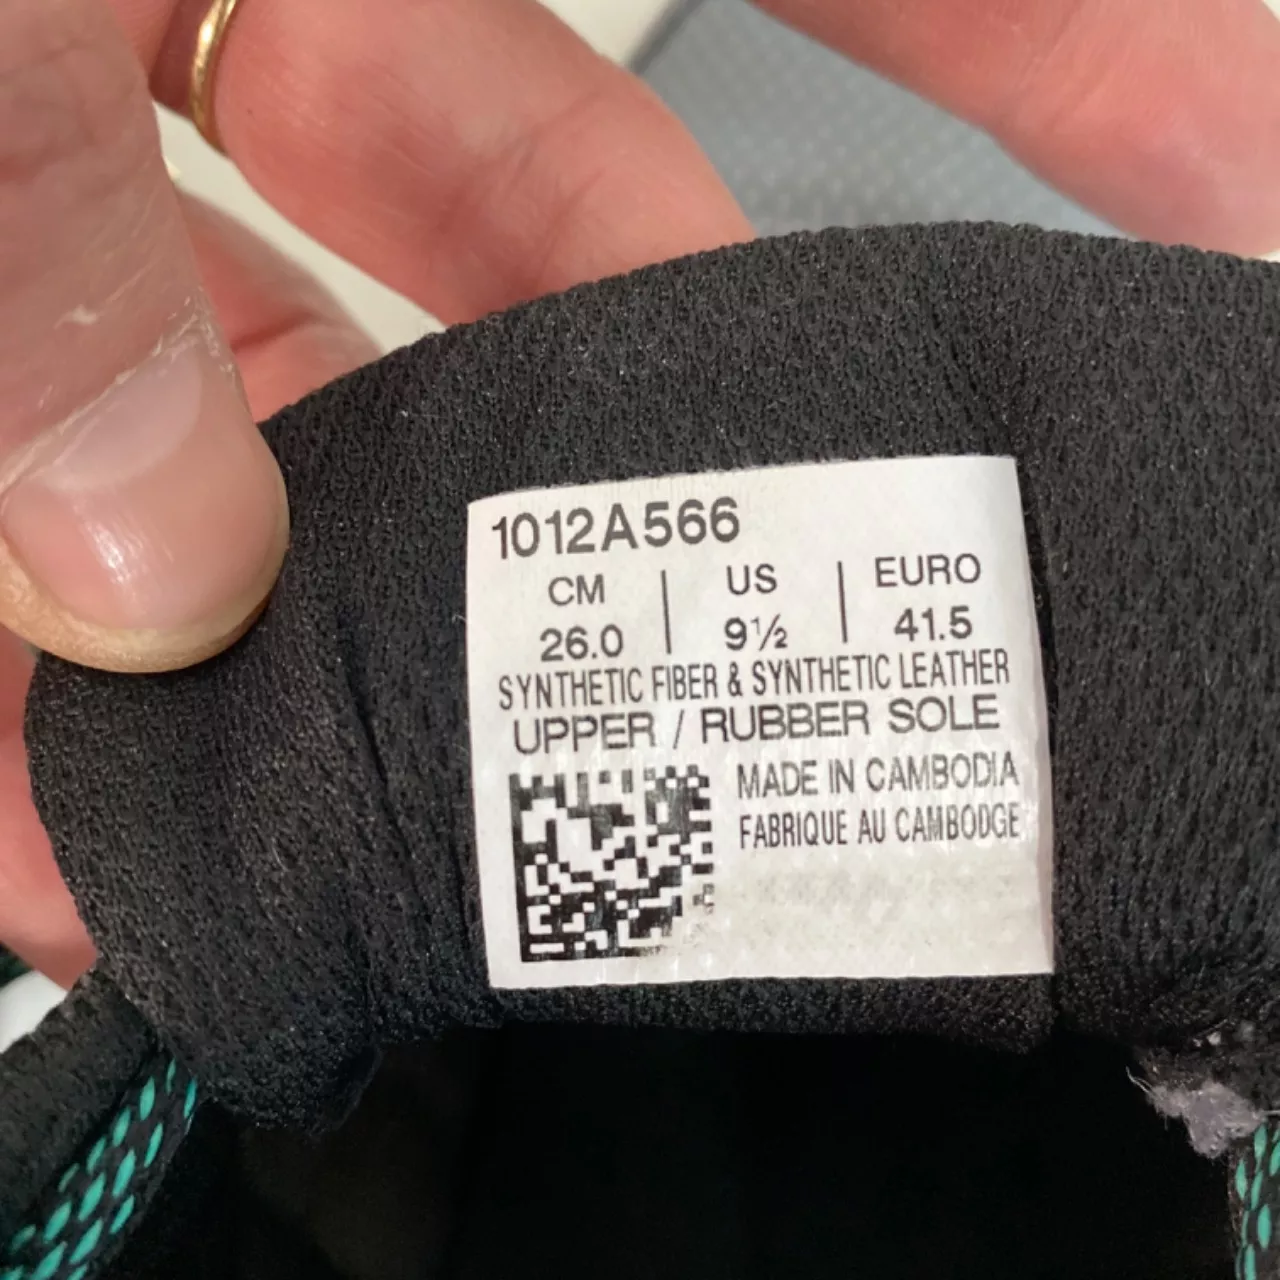 1012A566
CM | US | EURO
26.0 | 9½ | 41.5
SYNTHETIC FIBER & SYNTHETIC LEATHER
UPPER / RUBBER SOLE
MADE IN CAMBODIA
FABRIQUE AU CAMBODGE